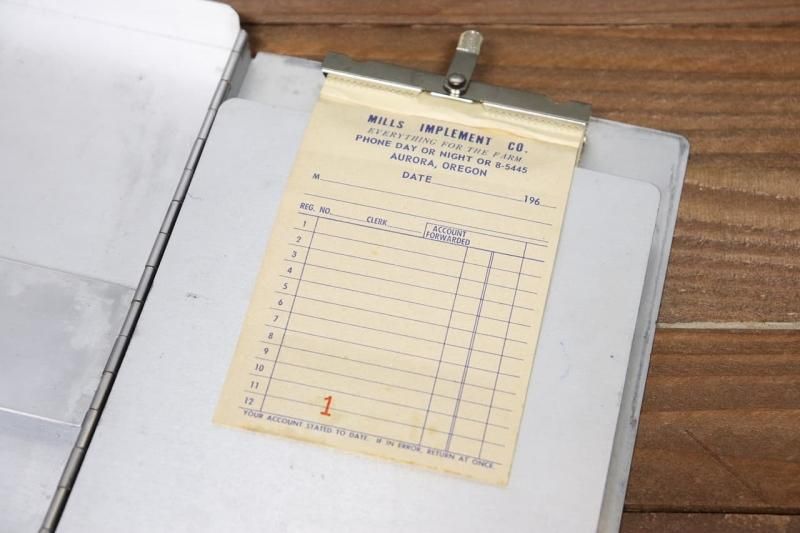 MILLS IMPLEMENT CO.
EVERYTHING FOR THE FARM
PHONE DAY OR NIGHT OR 8-5445
AURORA, OREGON
DATE 196
M
REG. NO. CLERK ACCOUNT FORWARDED
1
2
3
4
5
6
7
8
9
10
11
12
1
YOUR ACCOUNT STATED TO DATE. IF IN ERROR, RETURN AT ONCE.